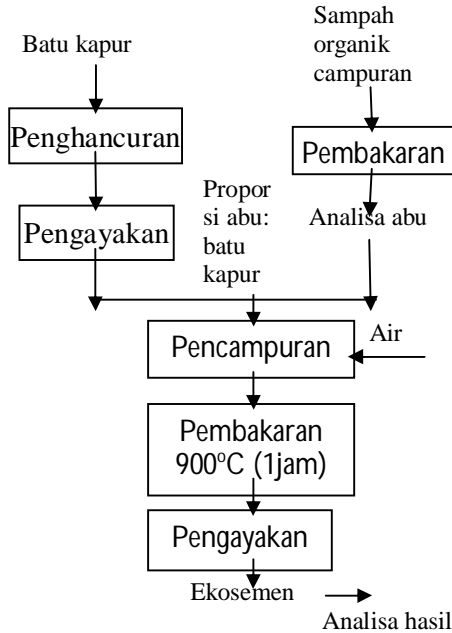 Sampah
organik
campuran
Batu kapur
Penghancuran
Pembakaran
Propor
si abu:
batu
kapur
Pengayakan
Analisa abu
Pencampuran
Air
Pembakaran
900°C (1jam)
Pengayakan
Ekosemen
Analisa hasil